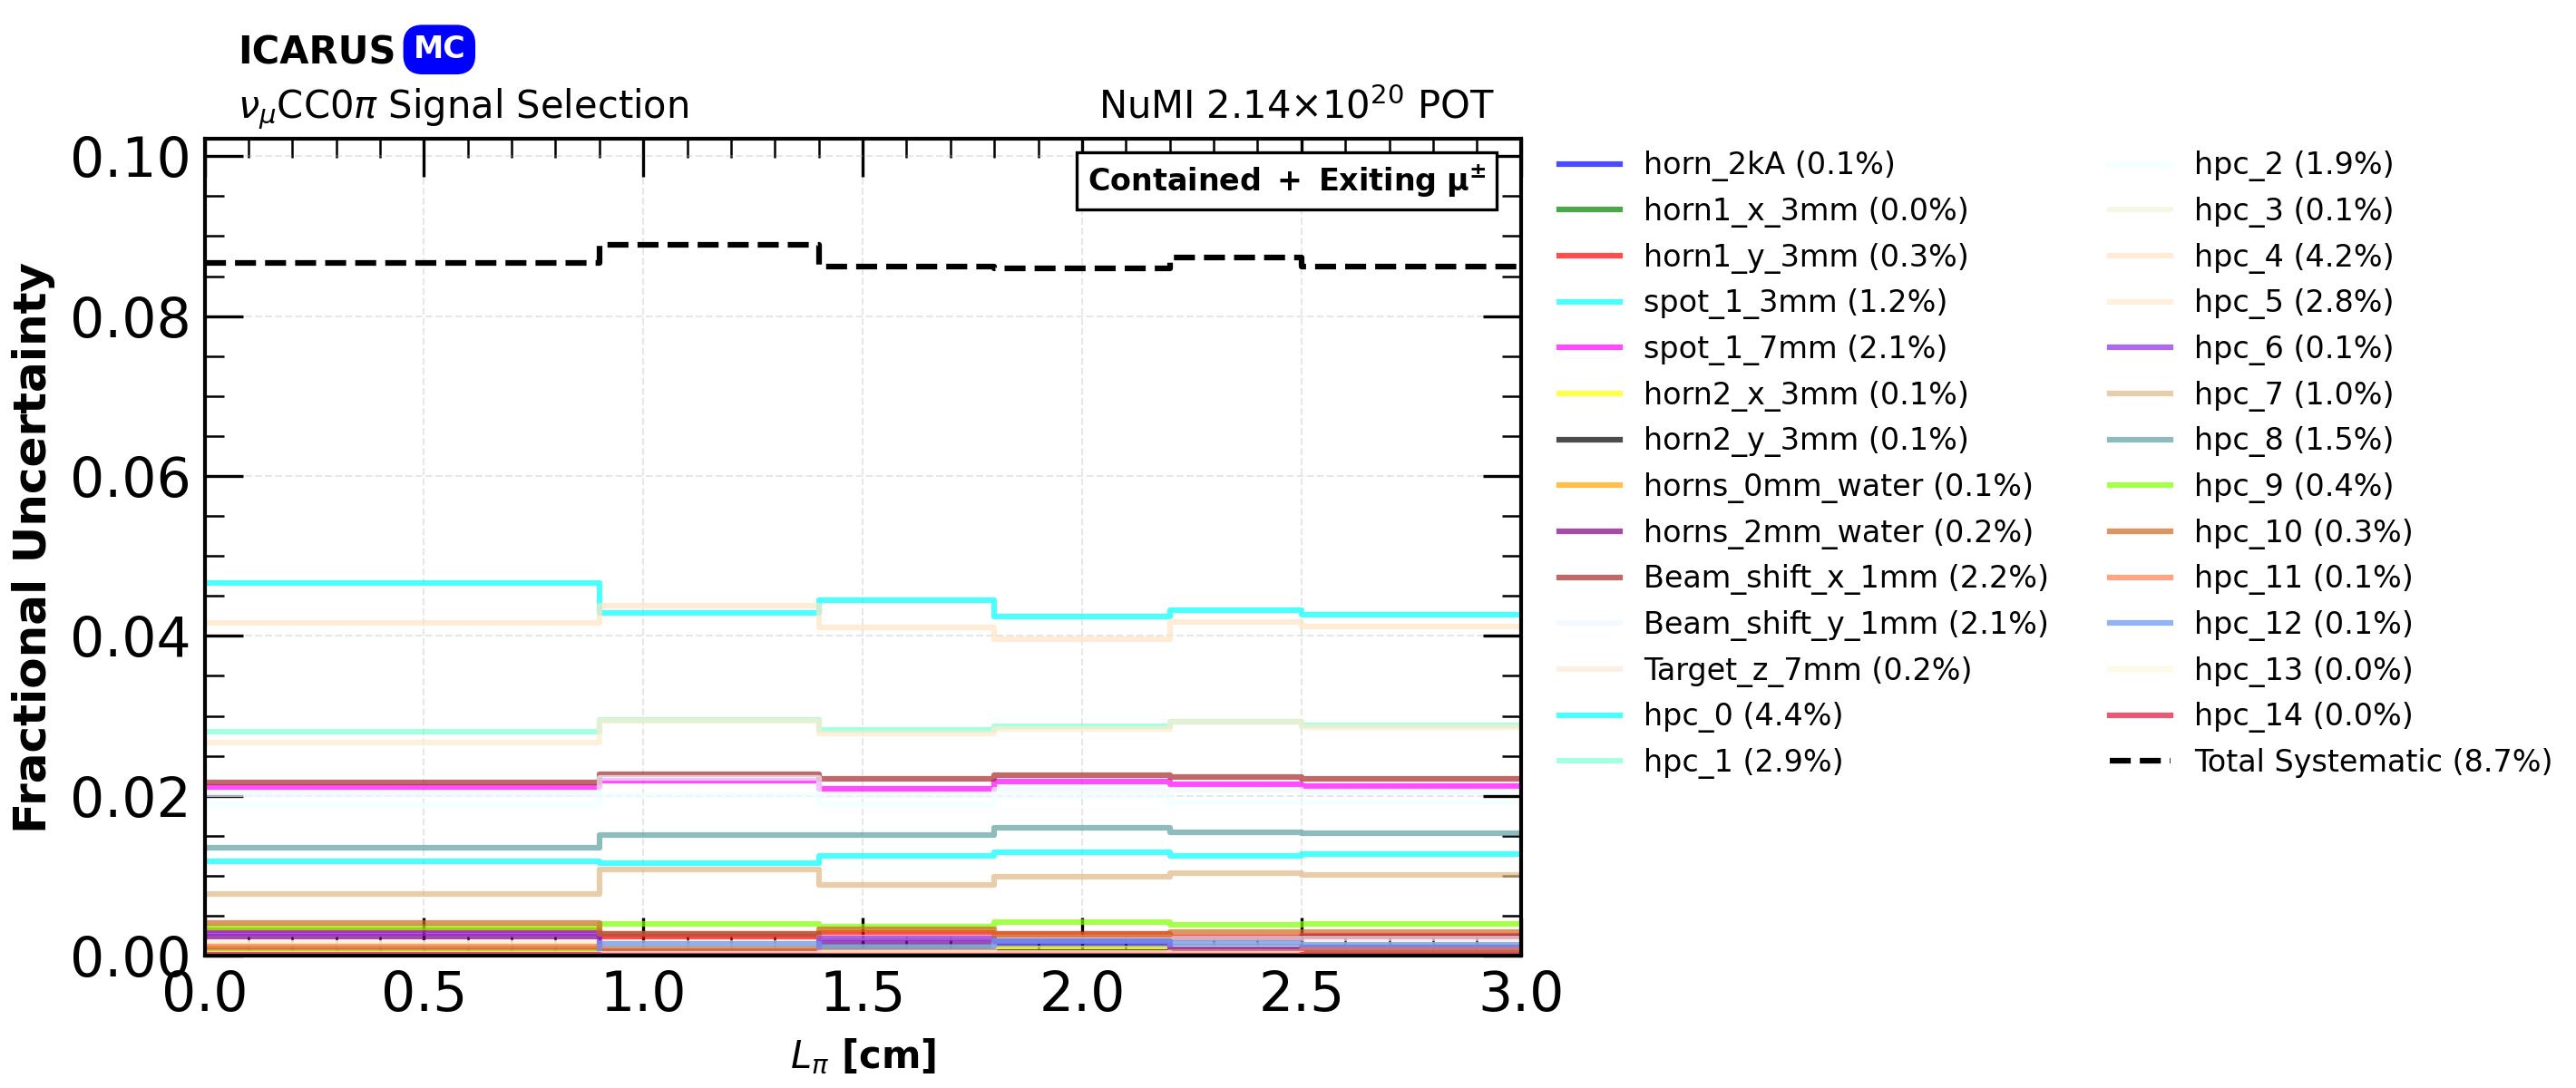 ICARUS MC
νμCC0π Signal Selection
NuMI 2.14×10²⁰ POT
Contained + Exiting μ±
Fractional Uncertainty
0.10
0.08
0.06
0.04
0.02
0.00
0.0 0.5 1.0 1.5 2.0 2.5 3.0
Lπ [cm]
horn_2kA (0.1%)
horn1_x_3mm (0.0%)
horn1_y_3mm (0.3%)
spot_1_3mm (1.2%)
spot_1_7mm (2.1%)
horn2_x_3mm (0.1%)
horn2_y_3mm (0.1%)
horns_0mm_water (0.1%)
horns_2mm_water (0.2%)
Beam_shift_x_1mm (2.2%)
Beam_shift_y_1mm (2.1%)
Target_z_7mm (0.2%)
hpc_0 (4.4%)
hpc_1 (2.9%)
hpc_2 (1.9%)
hpc_3 (0.1%)
hpc_4 (4.2%)
hpc_5 (2.8%)
hpc_6 (0.1%)
hpc_7 (1.0%)
hpc_8 (1.5%)
hpc_9 (0.4%)
hpc_10 (0.3%)
hpc_11 (0.1%)
hpc_12 (0.1%)
hpc_13 (0.0%)
hpc_14 (0.0%)
Total Systematic (8.7%)